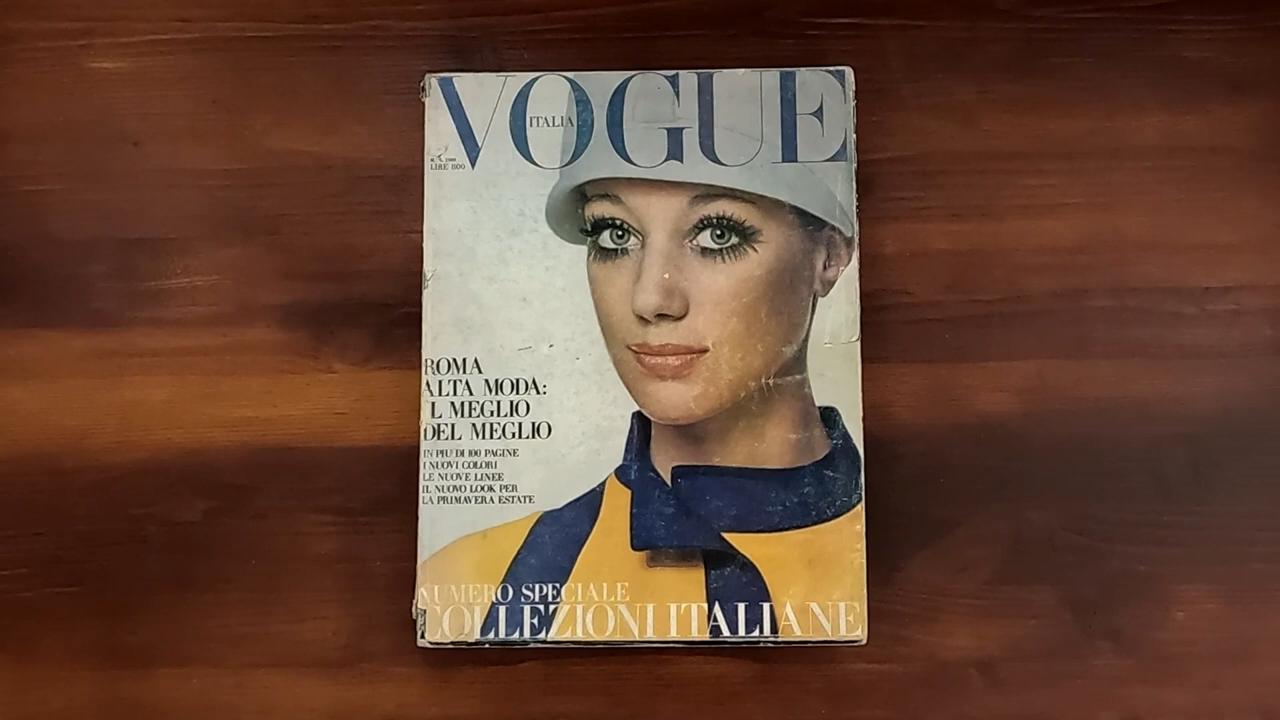 VOGUE
ITALIA
LIRE 800
ROMA
ALTA MODA:
IL MEGLIO
DEL MEGLIO
IN PIU DI 100 PAGINE
I NUOVI COLORI
LE NUOVE LINEE
IL NUOVO LOOK PER
LA PRIMAVERA ESTATE
NUMERO SPECIALE
COLLEZIONI ITALIANE